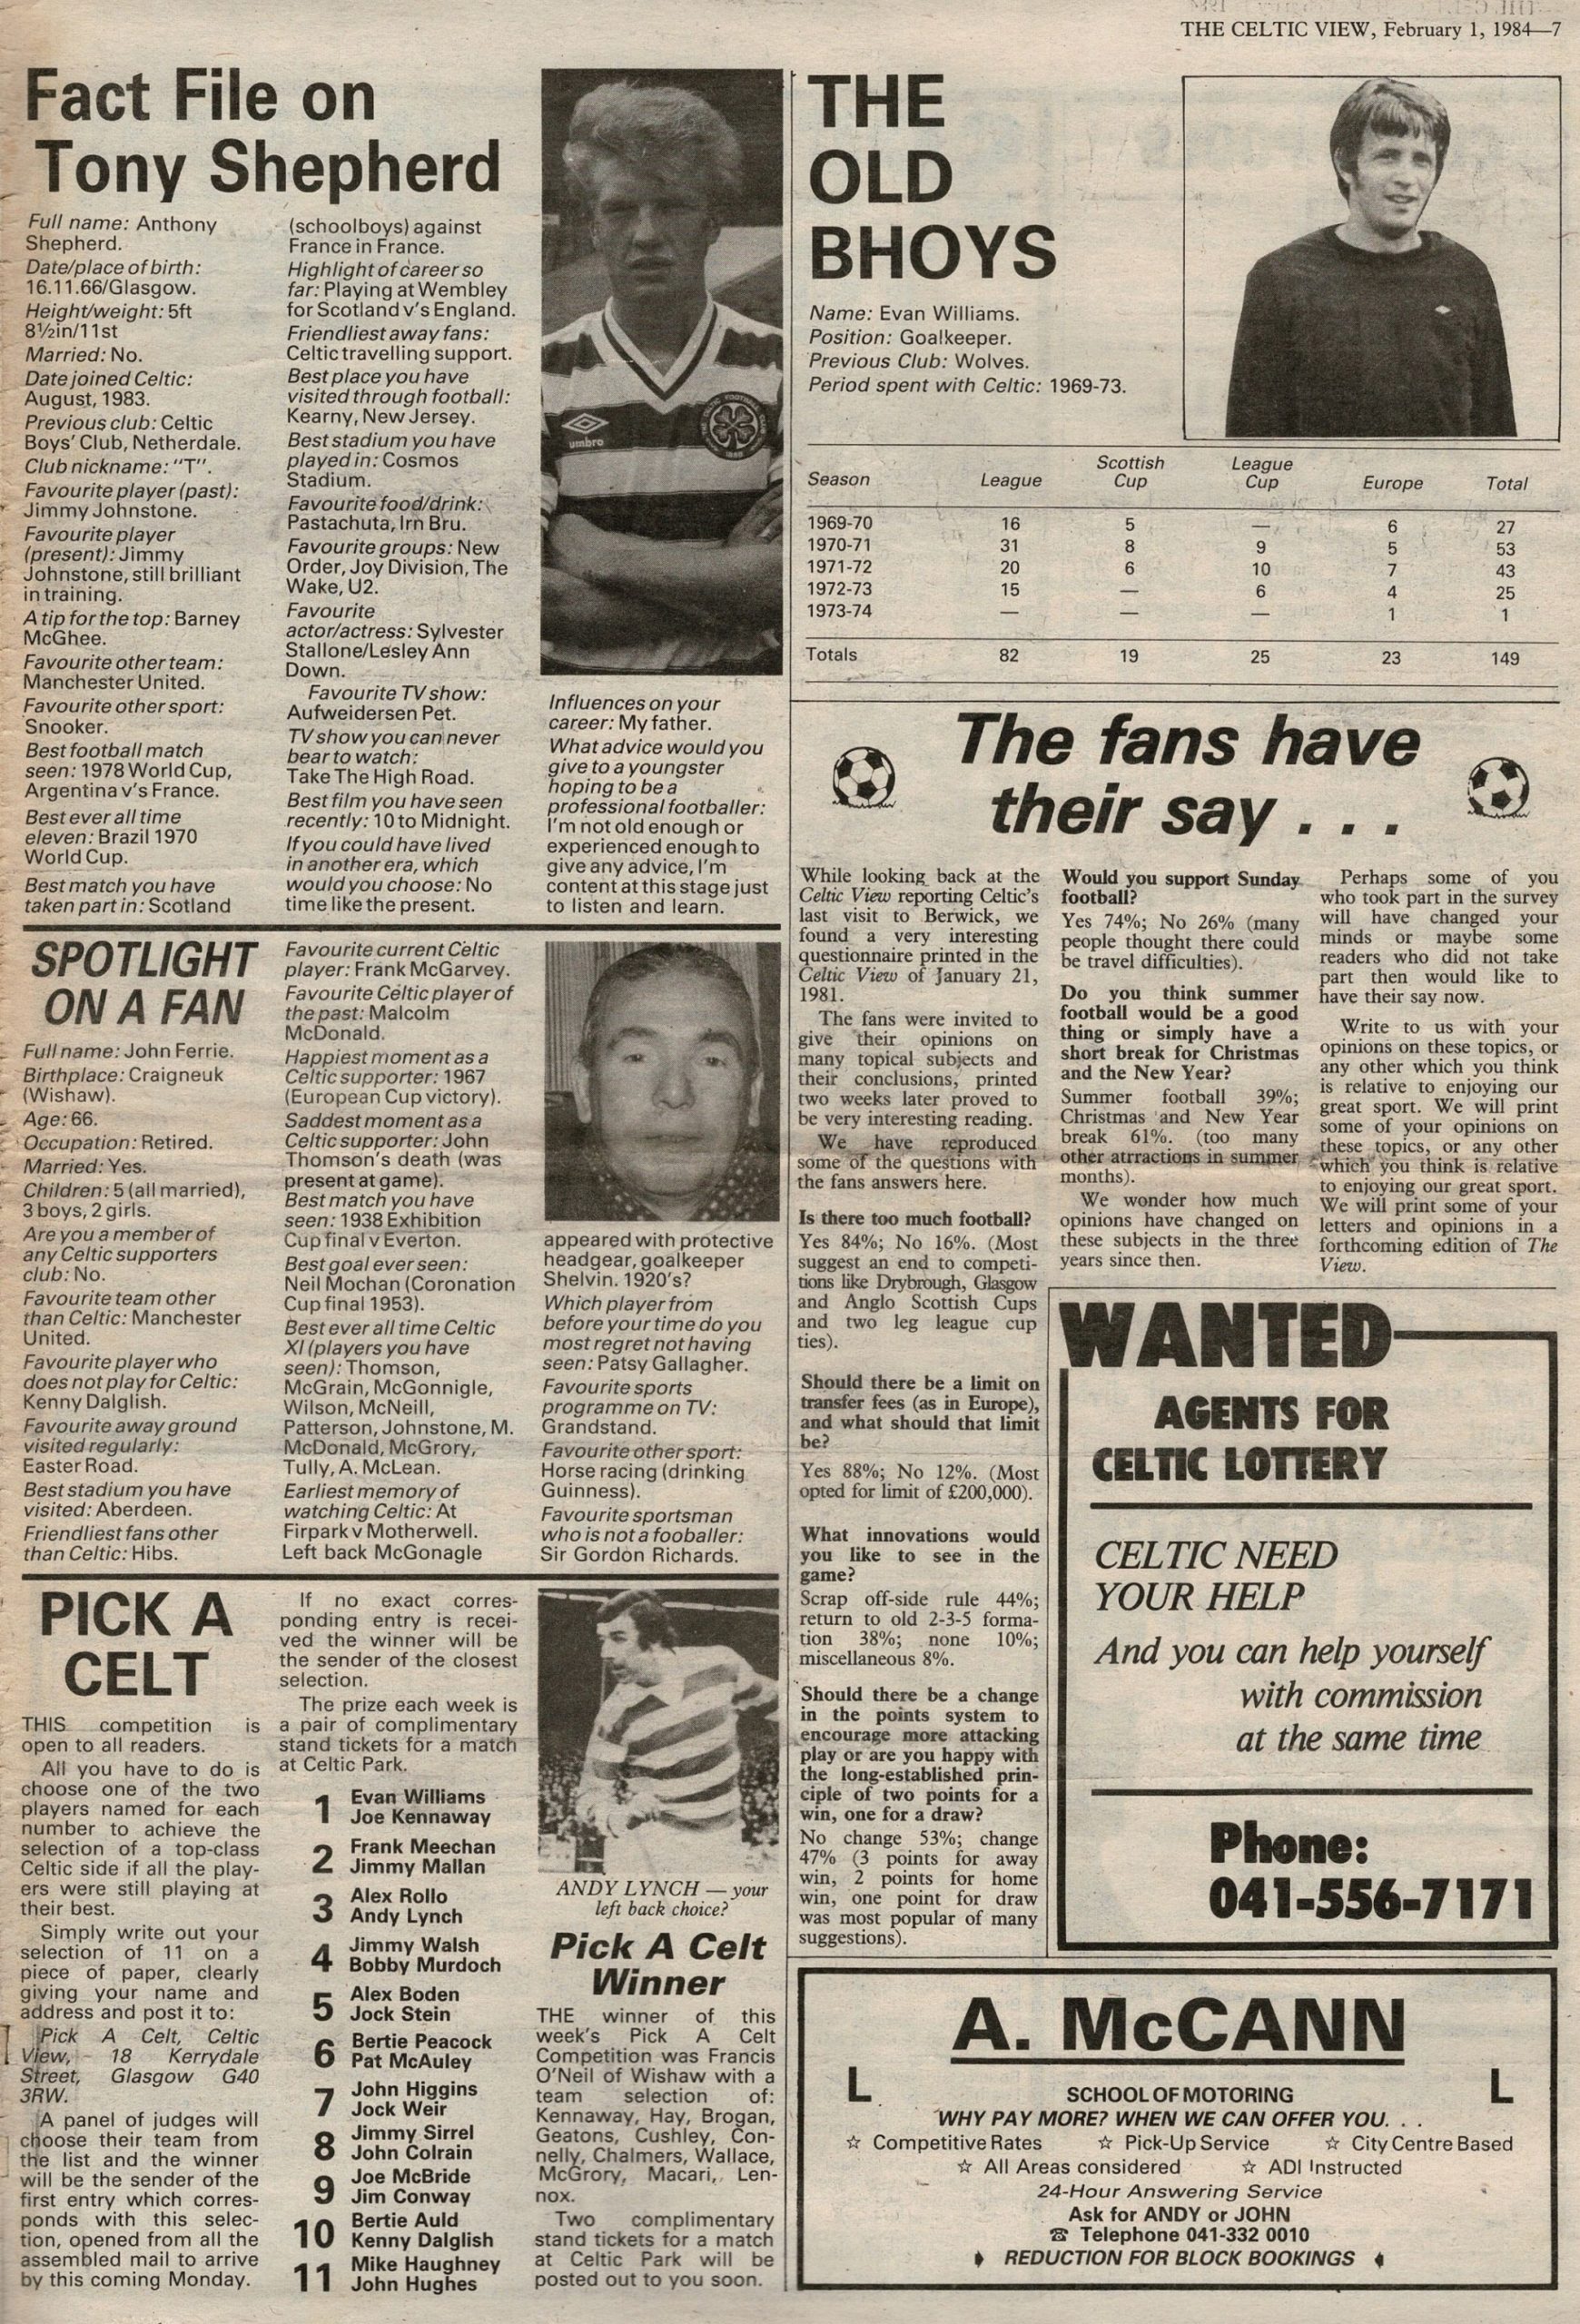 THE CELTIC VIEW, February 1, 1984—7
Fact File on
Tony Shepherd
Full name: Anthony
Shepherd.
Date/place of birth:
16.11.66/Glasgow.
Height/weight: 5ft
8½in/11st
Married: No.
Date joined Celtic:
August, 1983.
Previous club: Celtic
Boys' Club, Netherdale.
Club nickname: "T".
Favourite player (past):
Jimmy Johnstone.
Favourite player
(present): Jimmy
Johnstone, still brilliant
in training.
A tip for the top: Barney
McGhee.
Favourite other team:
Manchester United.
Favourite other sport:
Snooker.
Best football match
seen: 1978 World Cup,
Argentina v's France.
Best ever all time
eleven: Brazil 1970
World Cup.
Best match you have
taken part in: Scotland
(schoolboys) against
France in France.
Highlight of career so
far: Playing at Wembley
for Scotland v's England.
Friendliest away fans:
Celtic travelling support.
Best place you have
visited through football:
Kearny, New Jersey.
Best stadium you have
played in: Cosmos
Stadium.
Favourite food/drink:
Pastachuta, Irn Bru.
Favourite groups: New
Order, Joy Division, The
Wake, U2.
Favourite
actor/actress: Sylvester
Stallone/Lesley Ann
Down.
Favourite TV show:
Aufweidersen Pet.
TV show you can never
bear to watch:
Take The High Road.
Best film you have seen
recently: 10 to Midnight.
If you could have lived
in another era, which
would you choose: No
time like the present.
umbro
Influences on your
career: My father.
What advice would you
give to a youngster
hoping to be a
professional footballer:
I'm not old enough or
experienced enough to
give any advice, I'm
content at this stage just
to listen and learn.
SPOTLIGHT
ON A FAN
Full name: John Ferrie.
Birthplace: Craigneuk
(Wishaw).
Age: 66.
Occupation: Retired.
Married: Yes.
Children: 5 (all married),
3 boys, 2 girls.
Are you a member of
any Celtic supporters
club: No.
Favourite team other
than Celtic: Manchester
United.
Favourite player who
does not play for Celtic:
Kenny Dalglish.
Favourite away ground
visited regularly:
Easter Road.
Best stadium you have
visited: Aberdeen.
Friendliest fans other
than Celtic: Hibs.
Favourite current Celtic
player: Frank McGarvey.
Favourite Celtic player of
the past: Malcolm
McDonald.
Happiest moment as a
Celtic supporter: 1967
(European Cup victory).
Saddest moment as a
Celtic supporter: John
Thomson's death (was
present at game).
Best match you have
seen: 1938 Exhibition
Cup final v Everton.
Best goal ever seen:
Neil Mochan (Coronation
Cup final 1953).
Best ever all time Celtic
XI (players you have
seen): Thomson,
McGrain, McGonnigle,
Wilson, McNeill,
Patterson, Johnstone, M.
McDonald, McGrory,
Tully, A. McLean.
Earliest memory of
watching Celtic: At
Firpark v Motherwell.
Left back McGonagle
appeared with protective
headgear, goalkeeper
Shelvin. 1920's?
Which player from
before your time do you
most regret not having
seen: Patsy Gallagher.
Favourite sports
programme on TV:
Grandstand.
Favourite other sport:
Horse racing (drinking
Guinness).
Favourite sportsman
who is not a fooballer:
Sir Gordon Richards.
PICK A
CELT
THIS competition is
open to all readers.
All you have to do is
choose one of the two
players named for each
number to achieve the
selection of a top-class
Celtic side if all the play-
ers were still playing at
their best.
Simply write out your
selection of 11 on a
piece of paper, clearly
giving your name and
address and post it to:
Pick A Celt, Celtic
View, 18 Kerrydale
Street, Glasgow G40
3RW.
A panel of judges will
choose their team from
the list and the winner
will be the sender of the
first entry which corres-
ponds with this selec-
tion, opened from all the
assembled mail to arrive
by this coming Monday.
If no exact corres-
ponding entry is recei-
ved the winner will be
the sender of the closest
selection.
The prize each week is
a pair of complimentary
stand tickets for a match
at Celtic Park.
1 Evan Williams
Joe Kennaway
2 Frank Meechan
Jimmy Mallan
3 Alex Rollo
Andy Lynch
4 Jimmy Walsh
Bobby Murdoch
5 Alex Boden
Jock Stein
6 Bertie Peacock
Pat McAuley
7 John Higgins
Jock Weir
8 Jimmy Sirrel
John Colrain
9 Joe McBride
Jim Conway
10 Bertie Auld
Kenny Dalglish
11 Mike Haughney
John Hughes
ANDY LYNCH — your
left back choice?
Pick A Celt
Winner
THE winner of this
week's Pick A Celt
Competition was Francis
O'Neil of Wishaw with a
team selection of:
Kennaway, Hay, Brogan,
Geatons, Cushley, Con-
nelly, Chalmers, Wallace,
McGrory, Macari, Len-
nox.
Two complimentary
stand tickets for a match
at Celtic Park will be
posted out to you soon.
THE
OLD
BHOYS
Name: Evan Williams.
Position: Goalkeeper.
Previous Club: Wolves.
Period spent with Celtic: 1969-73.
Season League Scottish Cup League Cup Europe Total
1969-70 16 5 — 6 27
1970-71 31 8 9 5 53
1971-72 20 6 10 7 43
1972-73 15 — 6 4 25
1973-74 — — — 1 1
Totals 82 19 25 23 149
The fans have
their say . . .
While looking back at the
Celtic View reporting Celtic's
last visit to Berwick, we
found a very interesting
questionnaire printed in the
Celtic View of January 21,
1981.
The fans were invited to
give their opinions on
many topical subjects and
their conclusions, printed
two weeks later proved to
be very interesting reading.
We have reproduced
some of the questions with
the fans answers here.
Is there too much football?
Yes 84%; No 16%. (Most
suggest an end to competi-
tions like Drybrough, Glasgow
and Anglo Scottish Cups
and two leg league cup
ties).
Should there be a limit on
transfer fees (as in Europe),
and what should that limit
be?
Yes 88%; No 12%. (Most
opted for limit of £200,000).
What innovations would
you like to see in the
game?
Scrap off-side rule 44%;
return to old 2-3-5 forma-
tion 38%; none 10%;
miscellaneous 8%.
Should there be a change
in the points system to
encourage more attacking
play or are you happy with
the long-established prin-
ciple of two points for a
win, one for a draw?
No change 53%; change
47% (3 points for away
win, 2 points for home
win, one point for draw
was most popular of many
suggestions).
Would you support Sunday
football?
Yes 74%; No 26% (many
people thought there could
be travel difficulties).
Do you think summer
football would be a good
thing or simply have a
short break for Christmas
and the New Year?
Summer football 39%;
Christmas and New Year
break 61%. (too many
other atrractions in summer
months).
We wonder how much
opinions have changed on
these subjects in the three
years since then.
Perhaps some of you
who took part in the survey
will have changed your
minds or maybe some
readers who did not take
part then would like to
have their say now.
Write to us with your
opinions on these topics, or
any other which you think
is relative to enjoying our
great sport. We will print
some of your opinions on
these topics, or any other
which you think is relative
to enjoying our great sport.
We will print some of your
letters and opinions in a
forthcoming edition of The
View.
WANTED
AGENTS FOR
CELTIC LOTTERY
CELTIC NEED
YOUR HELP
And you can help yourself
with commission
at the same time
Phone:
041-556-7171
A. McCANN
L L
SCHOOL OF MOTORING
WHY PAY MORE? WHEN WE CAN OFFER YOU. . .
☆ Competitive Rates ☆ Pick-Up Service ☆ City Centre Based
☆ All Areas considered ☆ ADI Instructed
24-Hour Answering Service
Ask for ANDY or JOHN
☎ Telephone 041-332 0010
REDUCTION FOR BLOCK BOOKINGS